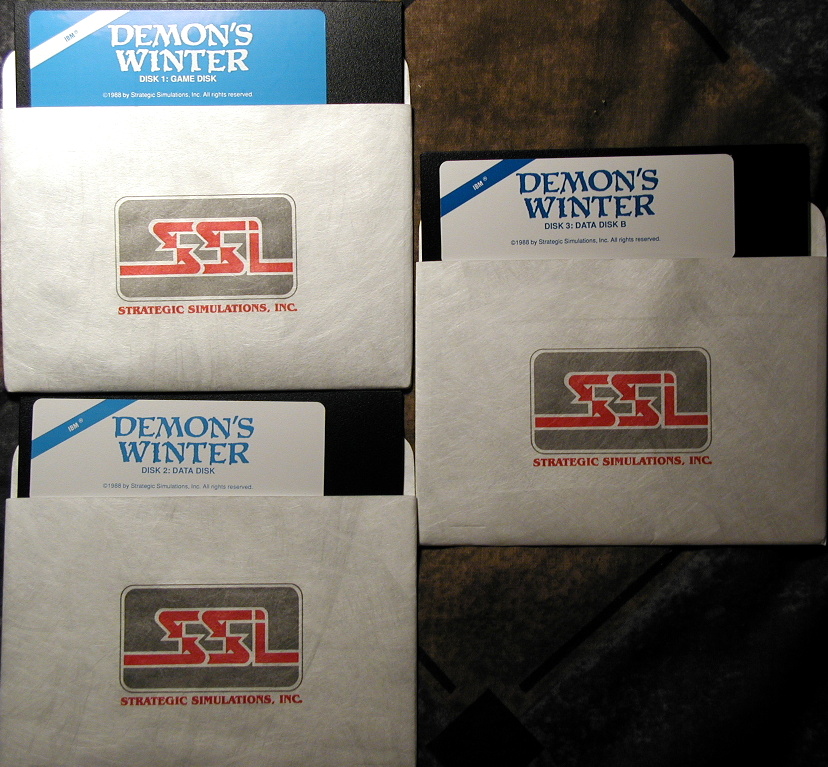 IBM®
DEMON'S
WINTER
DISK 1: GAME DISK
©1988 by Strategic Simulations, Inc. All rights reserved
SSI
STRATEGIC SIMULATIONS, INC.
IBM®
DEMON'S
WINTER
DISK 3: DATA DISK B
©1988 by Strategic Simulations, Inc. All rights reserved.
SSI
STRATEGIC SIMULATIONS, INC.
IBM®
DEMON'S
WINTER
DISK 2: DATA DISK
©1988 by Strategic Simulations, Inc. All rights reserved.
SSI
STRATEGIC SIMULATIONS, INC.